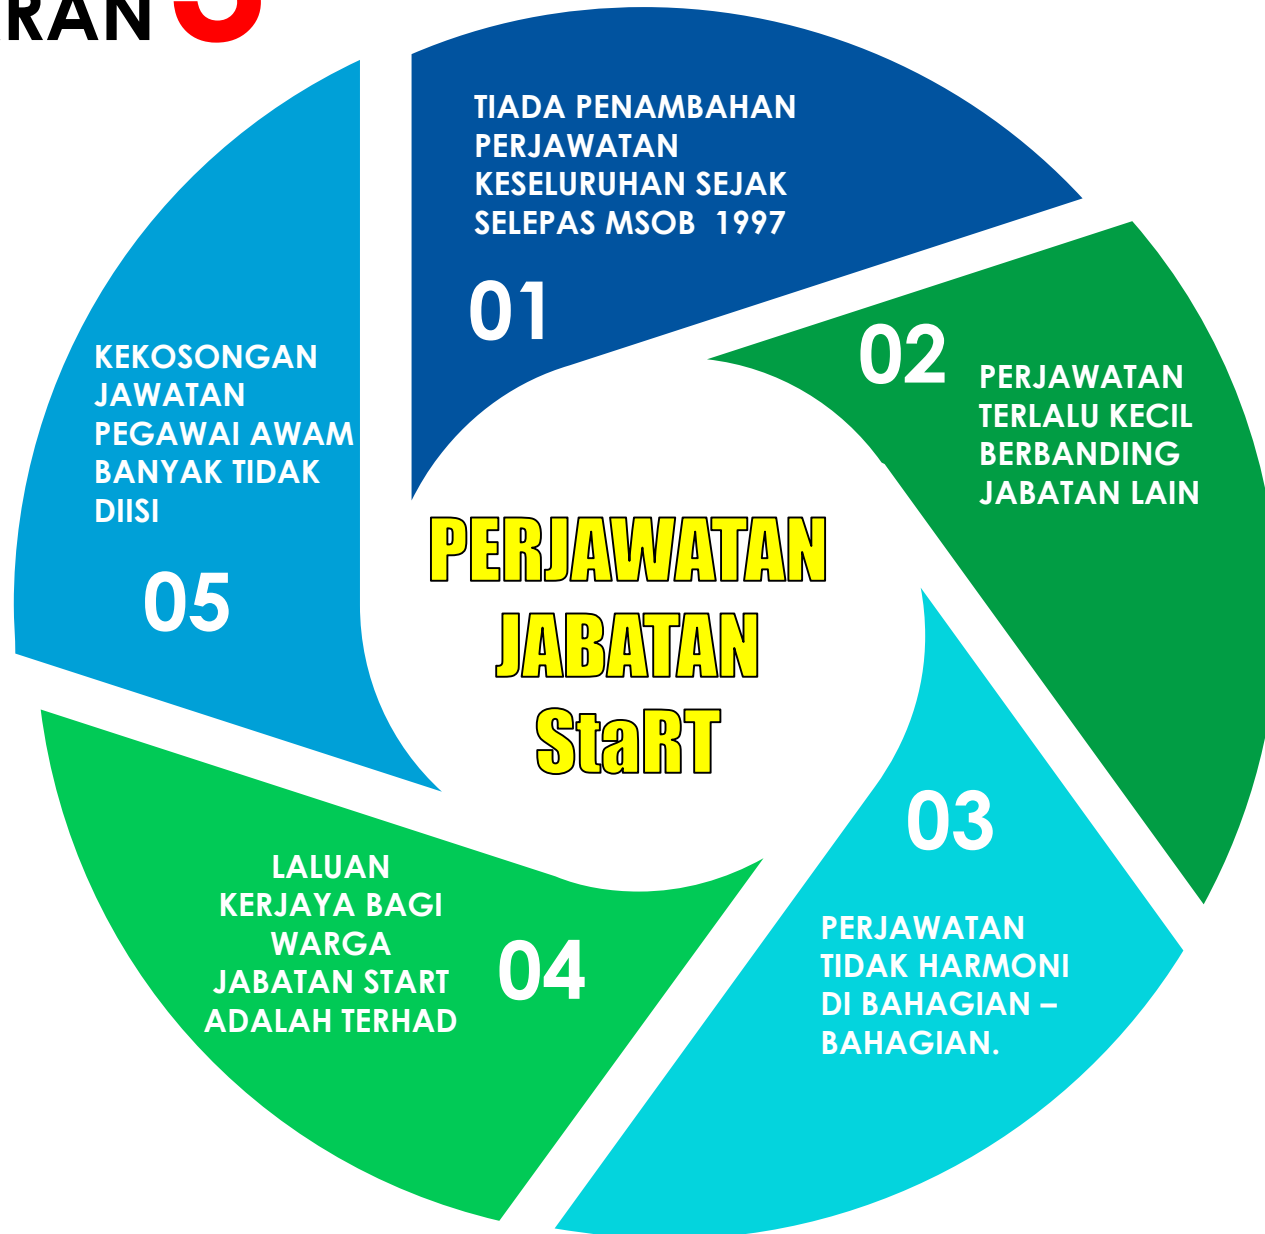 TIADA PENAMBAHAN
PERJAWATAN
KESELURUHAN SEJAK
SELEPAS MSOB 1997
01
02
PERJAWATAN
TERLALU KECIL
BERBANDING
JABATAN LAIN
03
PERJAWATAN
TIDAK HARMONI
DI BAHAGIAN –
BAHAGIAN.
LALUAN
KERJAYA BAGI
WARGA
JABATAN START
ADALAH TERHAD
04
KEKOSONGAN
JAWATAN
PEGAWAI AWAM
BANYAK TIDAK
DIISI
05
PERJAWATAN
JABATAN
StaRT